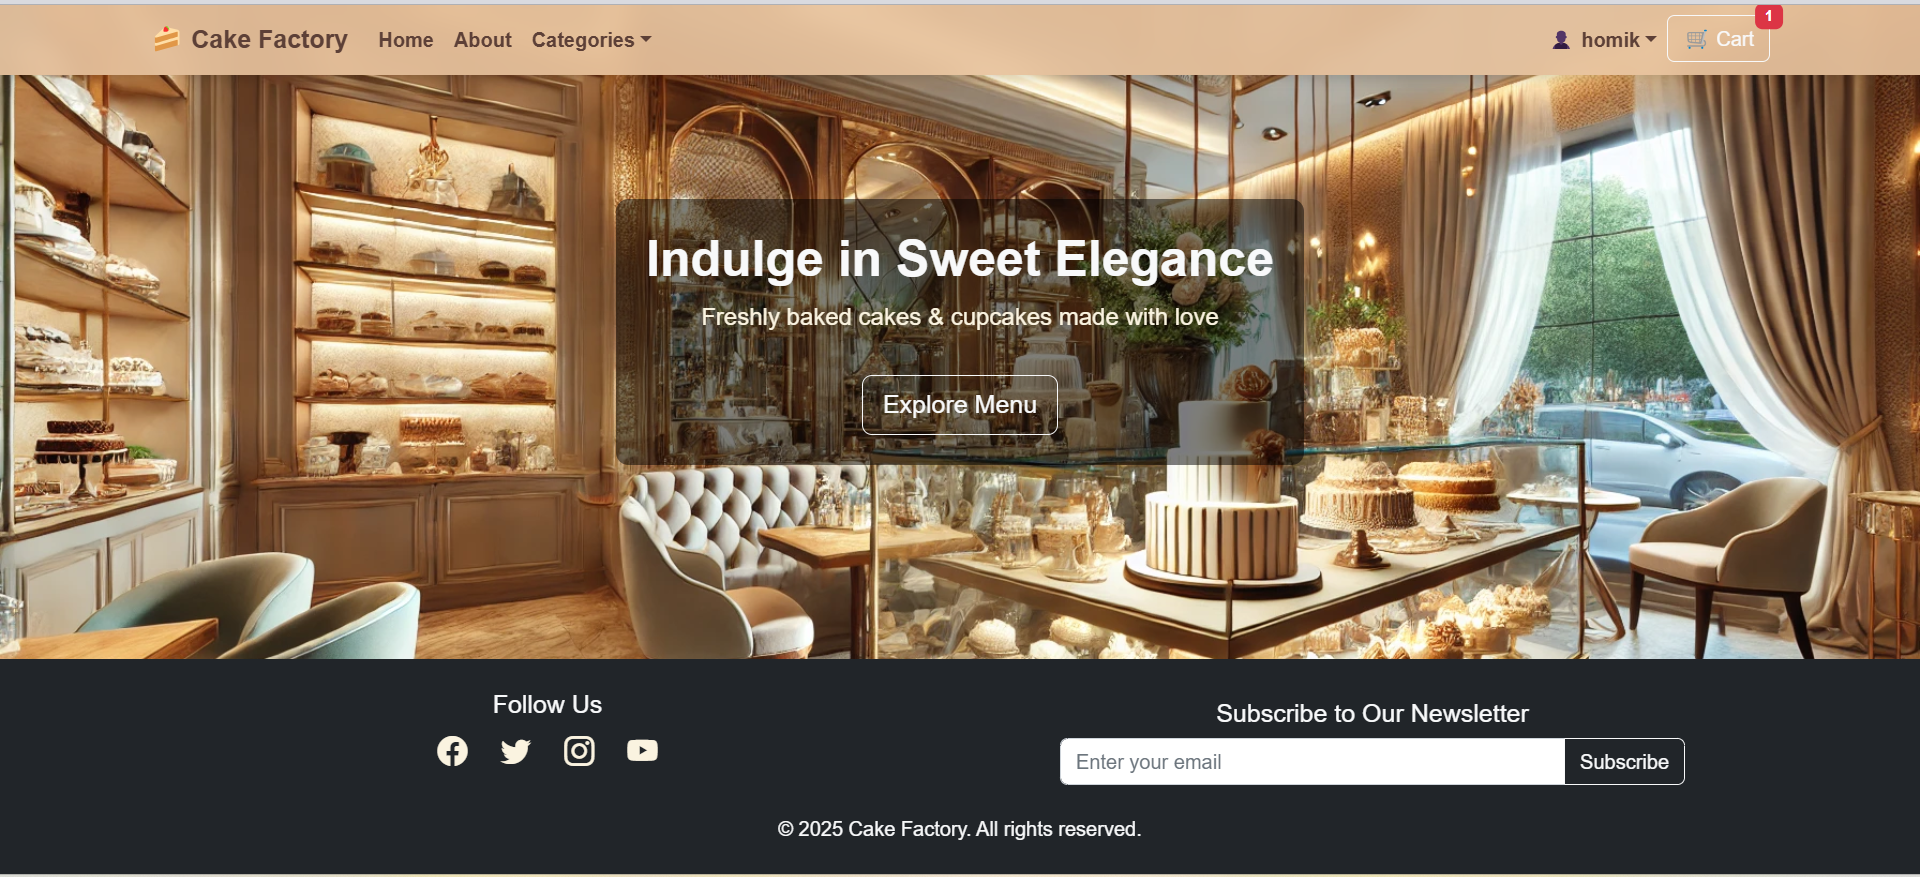 Cake Factory Home About Categories homik Cart 1
Indulge in Sweet Elegance
Freshly baked cakes & cupcakes made with love
Explore Menu
Follow Us
Subscribe to Our Newsletter
Enter your email Subscribe
© 2025 Cake Factory. All rights reserved.